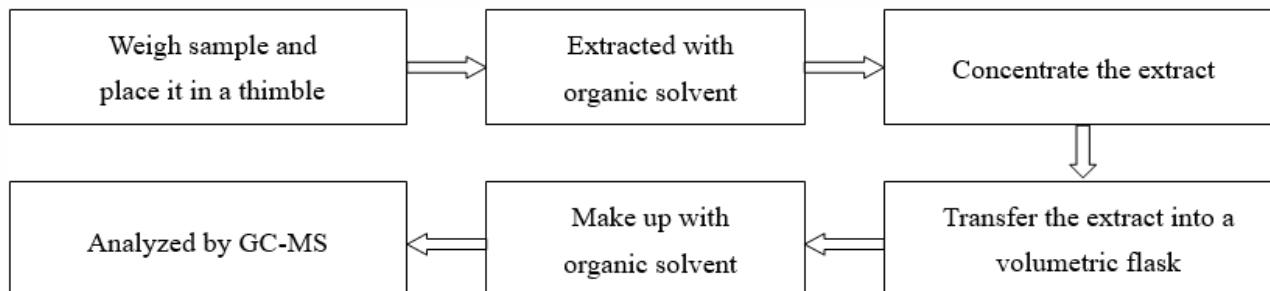 Weigh sample and
place it in a thimble
Extracted with
organic solvent
Concentrate the extract
Transfer the extract into a
volumetric flask
Make up with
organic solvent
Analyzed by GC-MS